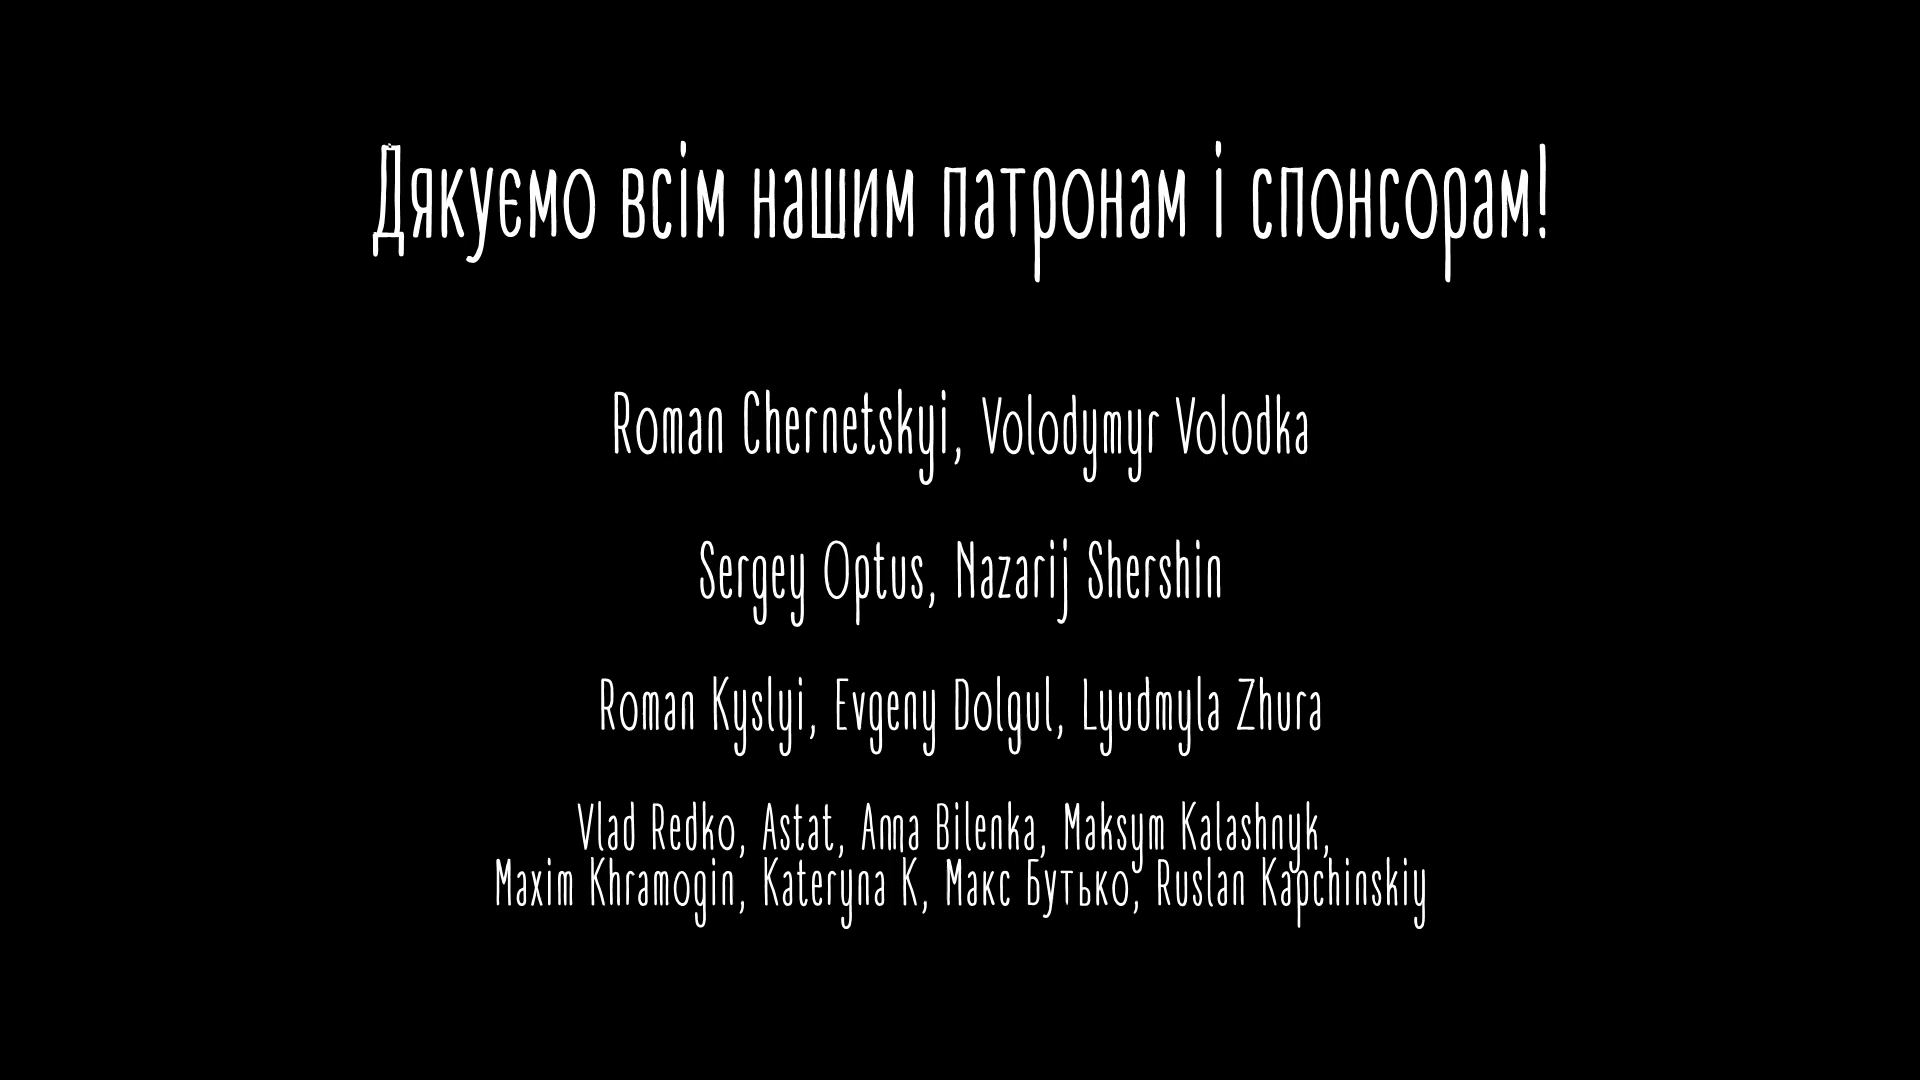 Дякуємо всім нашим патронам і спонсорам!
Roman Chernetskyi, Volodymyr Volodka
Sergey Optus, Nazarij Shershin
Roman Kyslyi, Evgeny Dolgul, Lyudmyla Zhura
Vlad Redko, Astat, Anna Bilenka, Maksym Kalashnyk,
Maxim Khramogin, Kateryna K, Макс Бутько, Ruslan Kapchinskiy